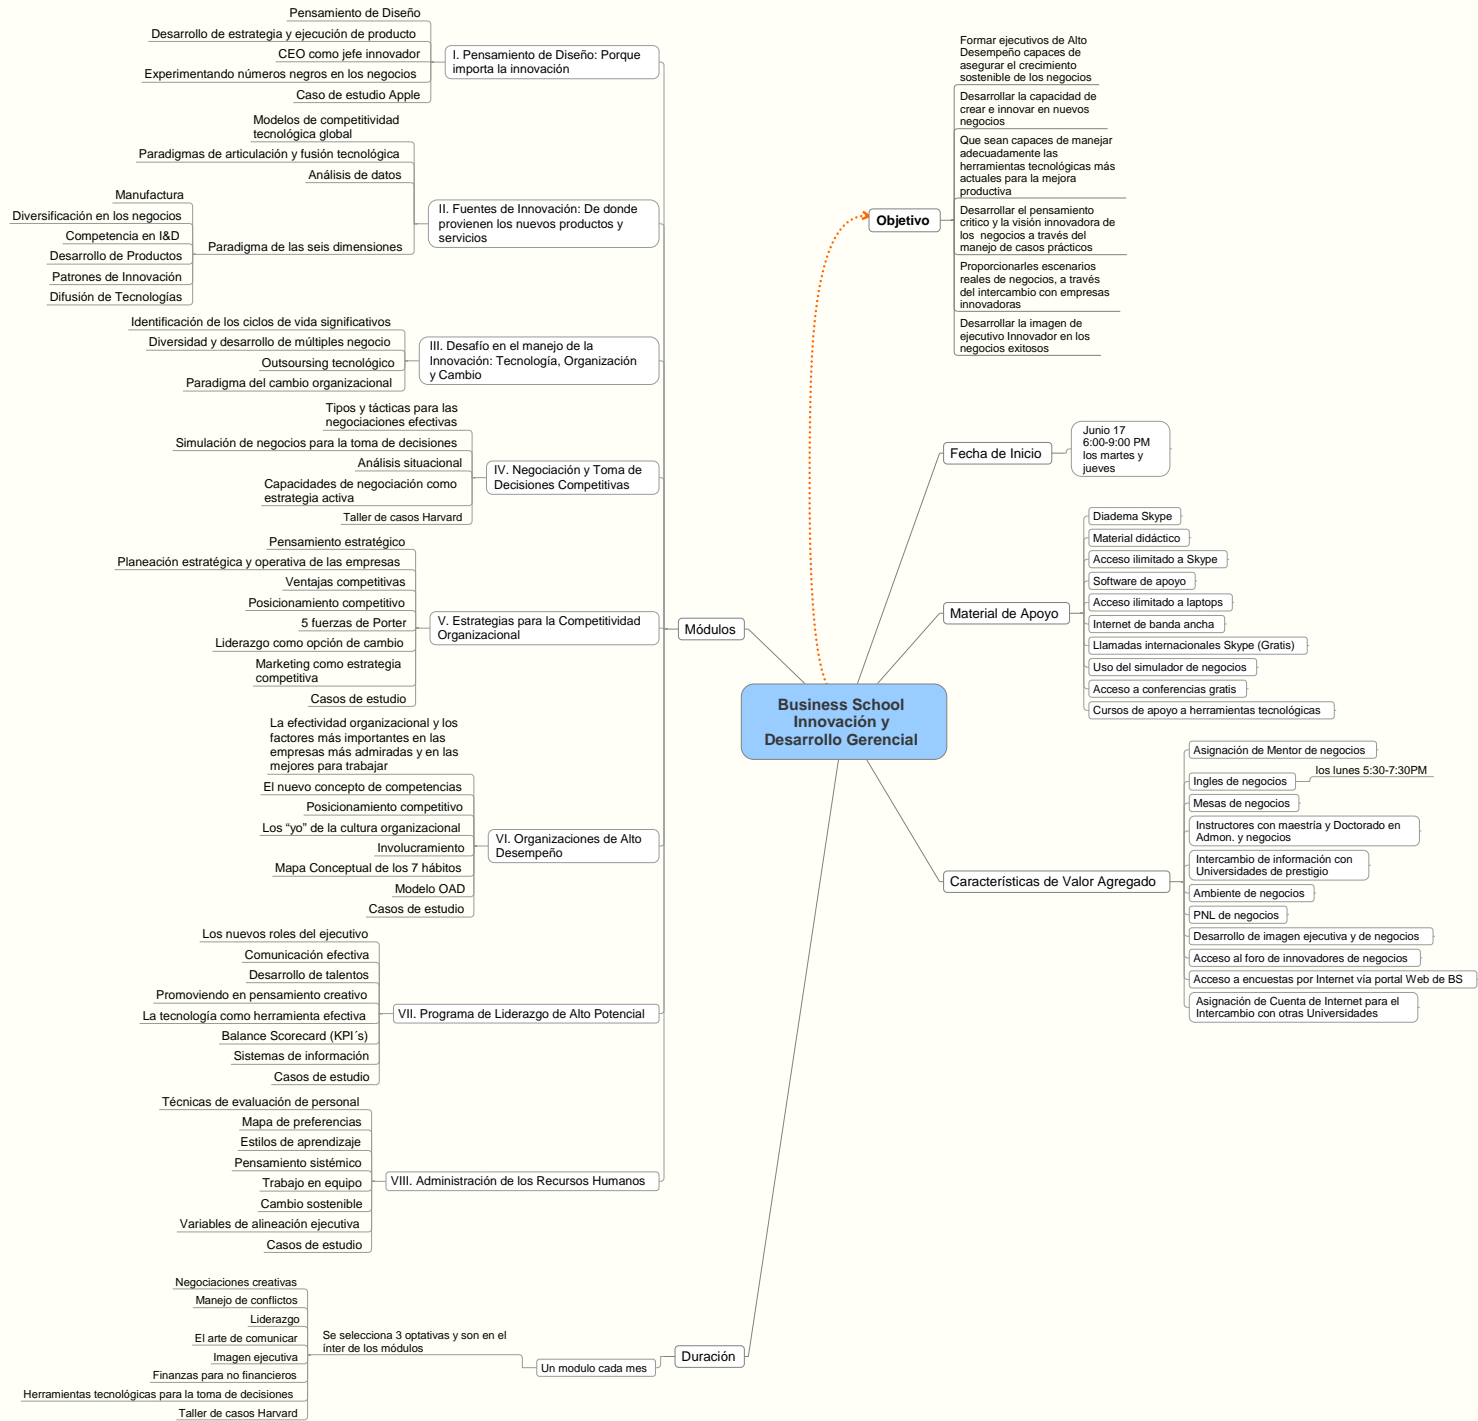 Pensamiento de Diseño
Desarrollo de estrategia y ejecución de producto
CEO como jefe innovador
Experimentando números negros en los negocios
Caso de estudio Apple
I. Pensamiento de Diseño: Porque
importa la innovación
Modelos de competitividad
tecnológica global
Paradigmas de articulación y fusión tecnológica
Análisis de datos
Paradigma de las seis dimensiones
Manufactura
Diversificación en los negocios
Competencia en I&D
Desarrollo de Productos
Patrones de Innovación
Difusión de Tecnologías
II. Fuentes de Innovación: De donde
provienen los nuevos productos y
servicios
Identificación de los ciclos de vida significativos
Diversidad y desarrollo de múltiples negocio
Outsoursing tecnológico
Paradigma del cambio organizacional
III. Desafío en el manejo de la
Innovación: Tecnología, Organización
y Cambio
Tipos y tácticas para las
negociaciones efectivas
Simulación de negocios para la toma de decisiones
Análisis situacional
Capacidades de negociación como
estrategia activa
Taller de casos Harvard
IV. Negociación y Toma de
Decisiones Competitivas
Pensamiento estratégico
Planeación estratégica y operativa de las empresas
Ventajas competitivas
Posicionamiento competitivo
5 fuerzas de Porter
Liderazgo como opción de cambio
Marketing como estrategia
competitiva
Casos de estudio
V. Estrategias para la Competitividad
Organizacional
Módulos
La efectividad organizacional y los
factores más importantes en las
empresas más admiradas y en las
mejores para trabajar
El nuevo concepto de competencias
Posicionamiento competitivo
Los “yo” de la cultura organizacional
Involucramiento
Mapa Conceptual de los 7 hábitos
Modelo OAD
Casos de estudio
VI. Organizaciones de Alto
Desempeño
Los nuevos roles del ejecutivo
Comunicación efectiva
Desarrollo de talentos
Promoviendo en pensamiento creativo
La tecnología como herramienta efectiva
Balance Scorecard (KPI´s)
Sistemas de información
Casos de estudio
VII. Programa de Liderazgo de Alto Potencial
Técnicas de evaluación de personal
Mapa de preferencias
Estilos de aprendizaje
Pensamiento sistémico
Trabajo en equipo
Cambio sostenible
Variables de alineación ejecutiva
Casos de estudio
VIII. Administración de los Recursos Humanos
Negociaciones creativas
Manejo de conflictos
Liderazgo
El arte de comunicar
Imagen ejecutiva
Finanzas para no financieros
Herramientas tecnológicas para la toma de decisiones
Taller de casos Harvard
Se selecciona 3 optativas y son en el
ínter de los módulos
Un modulo cada mes
Duración
Business School
Innovación y
Desarrollo Gerencial
Objetivo
Formar ejecutivos de Alto
Desempeño capaces de
asegurar el crecimiento
sostenible de los negocios
Desarrollar la capacidad de
crear e innovar en nuevos
negocios
Que sean capaces de manejar
adecuadamente las
herramientas tecnológicas más
actuales para la mejora
productiva
Desarrollar el pensamiento
critico y la visión innovadora de
los negocios a través del
manejo de casos prácticos
Proporcionarles escenarios
reales de negocios, a través
del intercambio con empresas
innovadoras
Desarrollar la imagen de
ejecutivo Innovador en los
negocios exitosos
Fecha de Inicio
Junio 17
6:00-9:00 PM
los martes y
jueves
Material de Apoyo
Diadema Skype
Material didáctico
Acceso ilimitado a Skype
Software de apoyo
Acceso ilimitado a laptops
Internet de banda ancha
Llamadas internacionales Skype (Gratis)
Uso del simulador de negocios
Acceso a conferencias gratis
Cursos de apoyo a herramientas tecnológicas
Características de Valor Agregado
Asignación de Mentor de negocios
Ingles de negocios
los lunes 5:30-7:30PM
Mesas de negocios
Instructores con maestría y Doctorado en
Admon. y negocios
Intercambio de información con
Universidades de prestigio
Ambiente de negocios
PNL de negocios
Desarrollo de imagen ejecutiva y de negocios
Acceso al foro de innovadores de negocios
Acceso a encuestas por Internet vía portal Web de BS
Asignación de Cuenta de Internet para el
Intercambio con otras Universidades